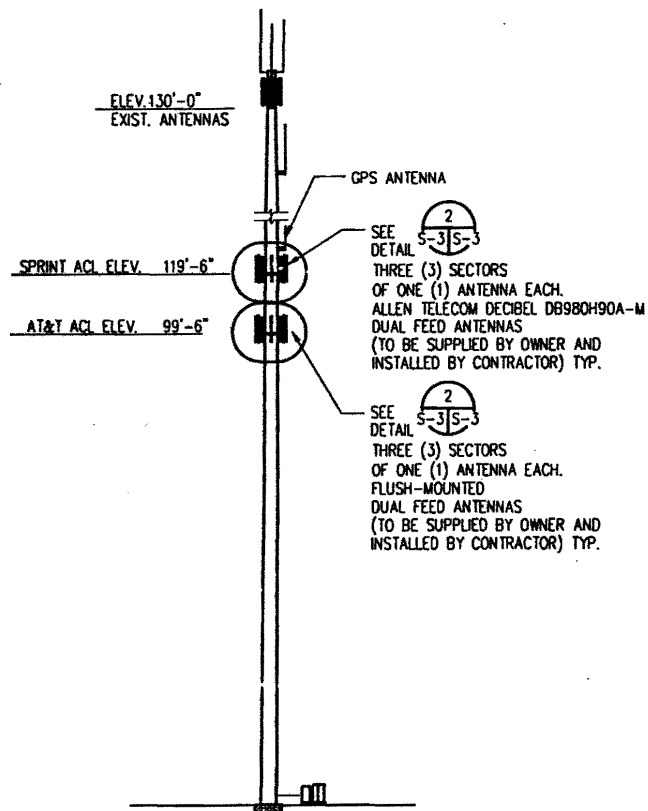 ELEV.130'-0"
EXIST. ANTENNAS
GPS ANTENNA
SEE
DETAIL
2
S-3 S-3
THREE (3) SECTORS
OF ONE (1) ANTENNA EACH.
ALLEN TELECOM DECIBEL DB980H90A-M
DUAL FEED ANTENNAS
(TO BE SUPPLIED BY OWNER AND
INSTALLED BY CONTRACTOR) TYP.
SPRINT ACL ELEV. 119'-6"
AT&T ACL ELEV. 99'-6"
SEE
DETAIL
2
S-3 S-3
THREE (3) SECTORS
OF ONE (1) ANTENNA EACH.
FLUSH-MOUNTED
DUAL FEED ANTENNAS
(TO BE SUPPLIED BY OWNER AND
INSTALLED BY CONTRACTOR) TYP.